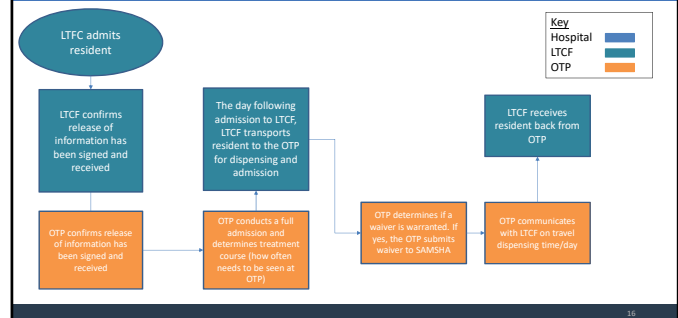 LTFC admits
resident
Key
Hospital
LTCF
OTP
LTCF confirms
release of
information has
been signed and
received
The day following
admission to LTCF,
LTCF transports
resident to the OTP
for dispensing and
admission
LTCF receives
resident back from
OTP
OTP confirms release
of information has
been signed and
received
OTP conducts a full
admission and
determines treatment
course (how often
needs to be seen at
OTP)
OTP determines if a
waiver is warranted. If
yes, the OTP submits
waiver to SAMSHA
OTP communicates
with LTCF on travel
dispensing time/day
16